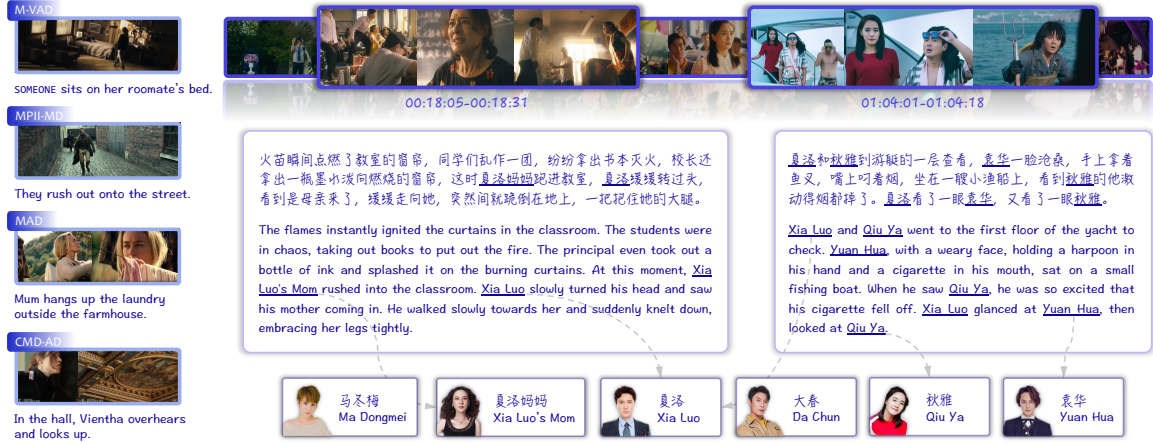 M-VAD
SOMEONE sits on her roomate's bed.
MPII-MD
They rush out onto the street.
MAD
Mum hangs up the laundry
outside the farmhouse.
CMD-AD
In the hall, Vientha overhears
and looks up.
00:18:05-00:18:31
火苗瞬间点燃了教室的窗帘，同学们乱作一团，纷纷拿出书本灭火，校长还
拿出一瓶墨水泼向燃烧的窗帘，这时夏洛妈妈跑进教室，夏洛缓缓转过头，
看到是母亲来了，缓缓走向她，突然间就跪倒在地上，一把抱住她的大腿。
The flames instantly ignited the curtains in the classroom. The students were
in chaos, taking out books to put out the fire. The principal even took out a
bottle of ink and splashed it on the burning curtains. At this moment, Xia
Luo's Mom rushed into the classroom. Xia Luo slowly turned his head and saw
his mother coming in. He walked slowly towards her and suddenly knelt down,
embracing her legs tightly.
01:04:01-01:04:18
夏洛和秋雅到游艇的一层查看，袁华一脸沧桑，手上拿着
鱼叉，嘴上叼着烟，坐在一艘小渔船上，看到秋雅的他激
动得烟都掉了。夏洛看了一眼袁华，又看了一眼秋雅。
Xia Luo and Qiu Ya went to the first floor of the yacht to
check. Yuan Hua, with a weary face, holding a harpoon in
his hand and a cigarette in his mouth, sat on a small
fishing boat. When he saw Qiu Ya, he was so excited that
his cigarette fell off. Xia Luo glanced at Yuan Hua, then
looked at Qiu Ya.
马冬梅
Ma Dongmei
夏洛妈妈
Xia Luo's Mom
夏洛
Xia Luo
大春
Da Chun
秋雅
Qiu Ya
袁华
Yuan Hua